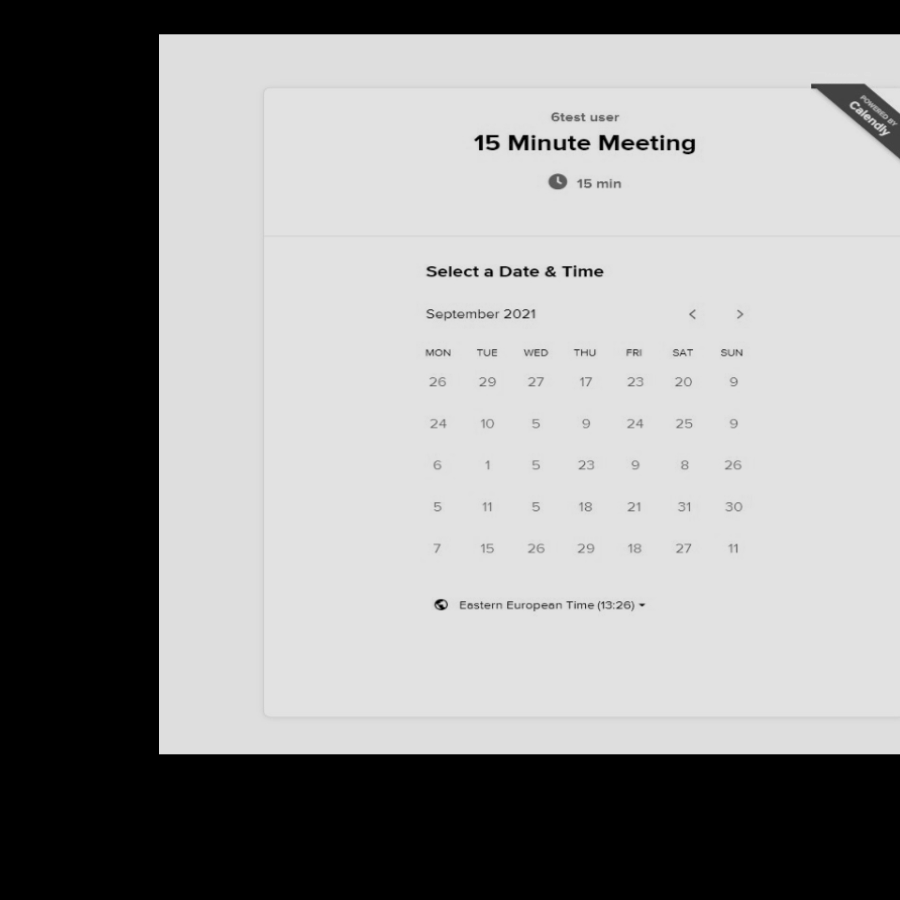 POWERED BY
Calendly
6test user
15 Minute Meeting
15 min
Select a Date & Time
September 2021
MON TUE WED THU FRI SAT SUN
26 29 27 17 23 20 9
24 10 5 9 24 25 9
6 1 5 23 9 8 26
5 11 5 18 21 31 30
7 15 26 29 18 27 11
Eastern European Time (13:26)